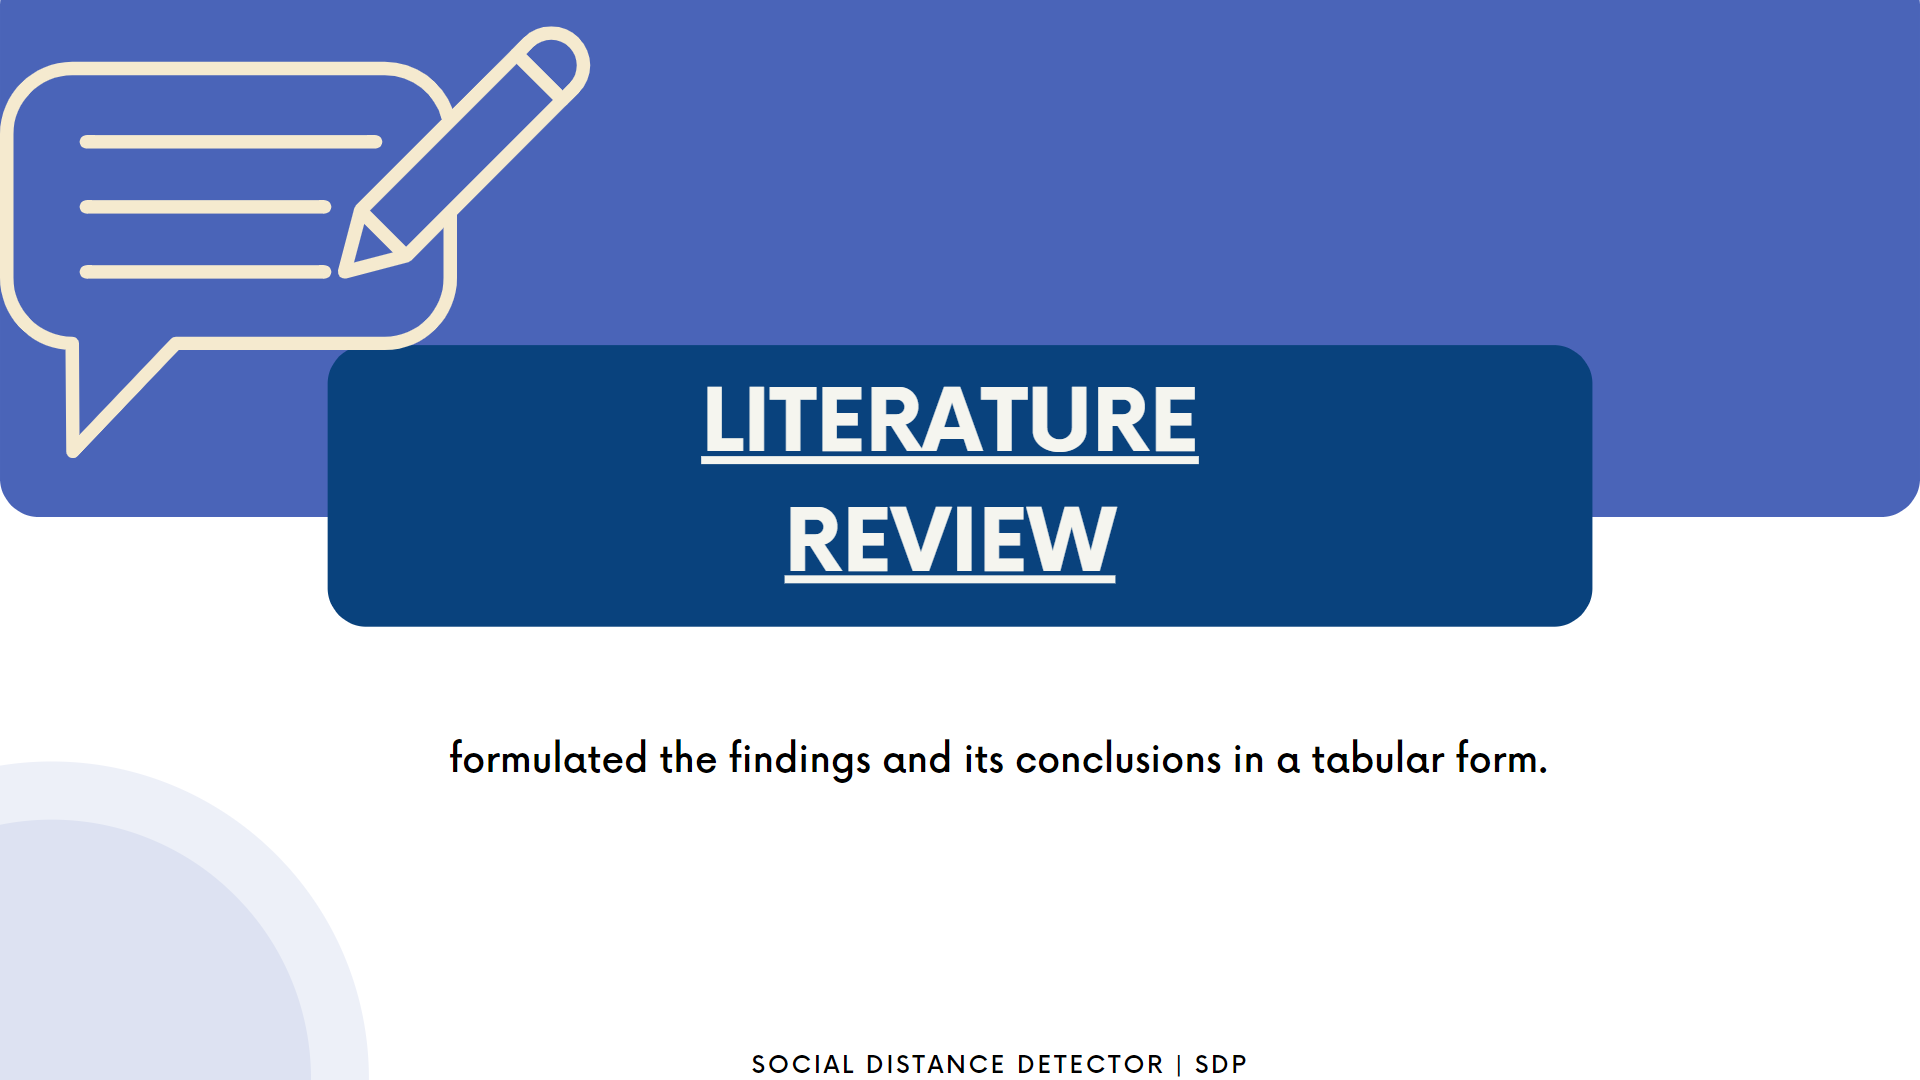 LITERATURE
REVIEW
formulated the findings and its conclusions in a tabular form.
SOCIAL DISTANCE DETECTOR | SDP